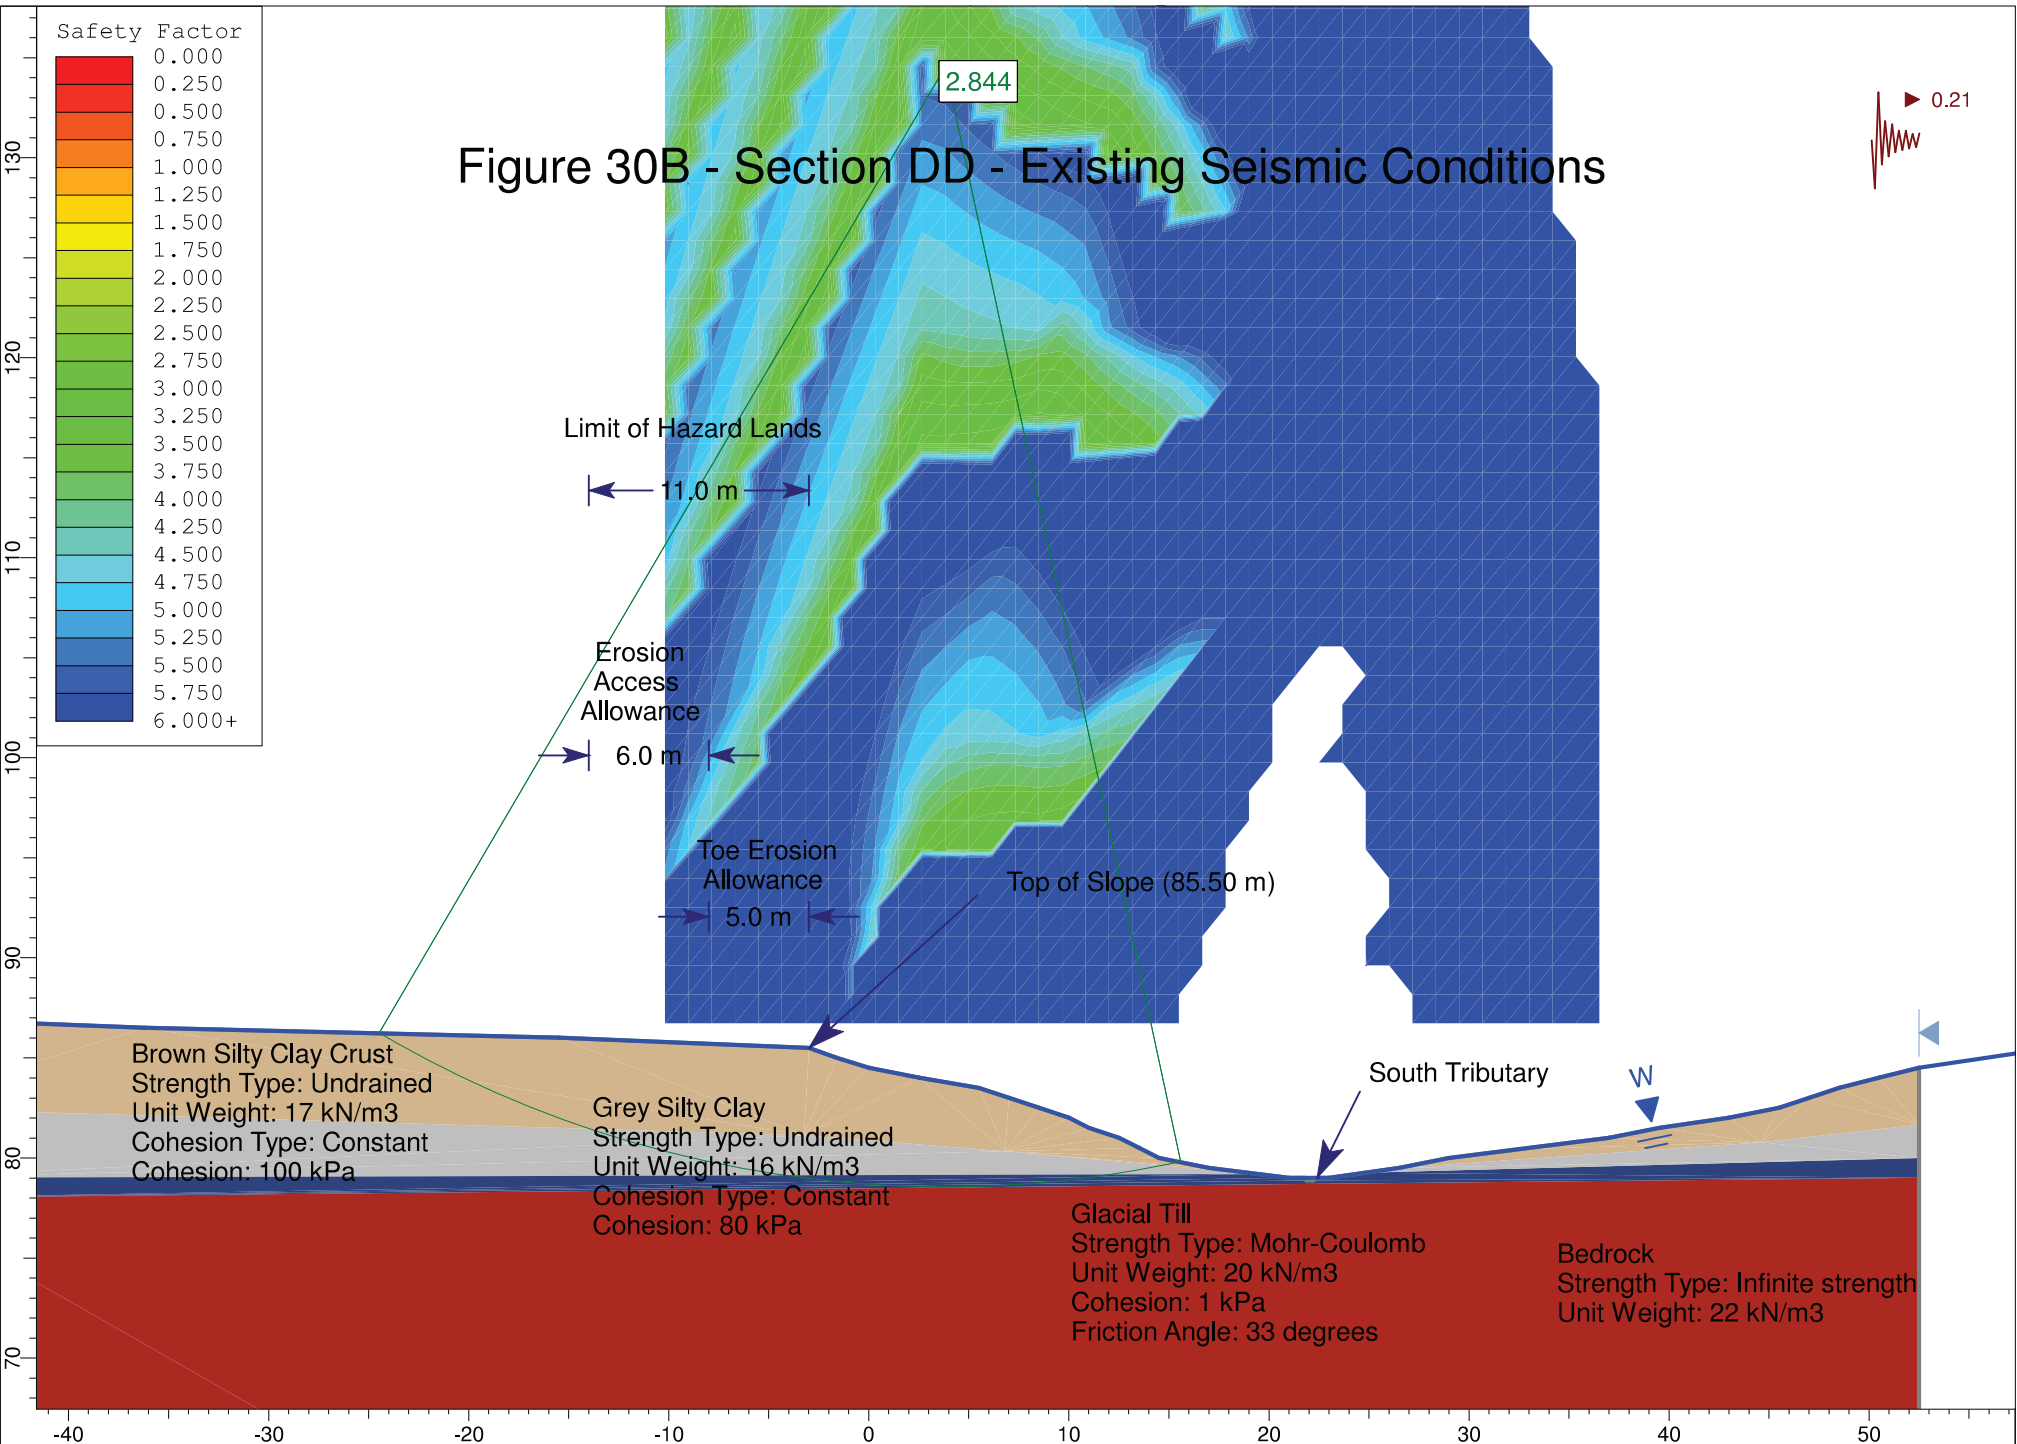 Safety Factor
0.000
0.250
0.500
0.750
1.000
1.250
1.500
1.750
2.000
2.250
2.500
2.750
3.000
3.250
3.500
3.750
4.000
4.250
4.500
4.750
5.000
5.250
5.500
5.750
6.000+
2.844
0.21
Figure 30B - Section DD - Existing Seismic Conditions
Limit of Hazard Lands
11.0 m
Erosion
Access
Allowance
6.0 m
Toe Erosion
Allowance
5.0 m
Top of Slope (85.50 m)
South Tributary
W
Brown Silty Clay Crust
Strength Type: Undrained
Unit Weight: 17 kN/m3
Cohesion Type: Constant
Cohesion: 100 kPa
Grey Silty Clay
Strength Type: Undrained
Unit Weight: 16 kN/m3
Cohesion Type: Constant
Cohesion: 80 kPa
Glacial Till
Strength Type: Mohr-Coulomb
Unit Weight: 20 kN/m3
Cohesion: 1 kPa
Friction Angle: 33 degrees
Bedrock
Strength Type: Infinite strength
Unit Weight: 22 kN/m3
130
120
110
100
90
80
70
-40 -30 -20 -10 0 10 20 30 40 50